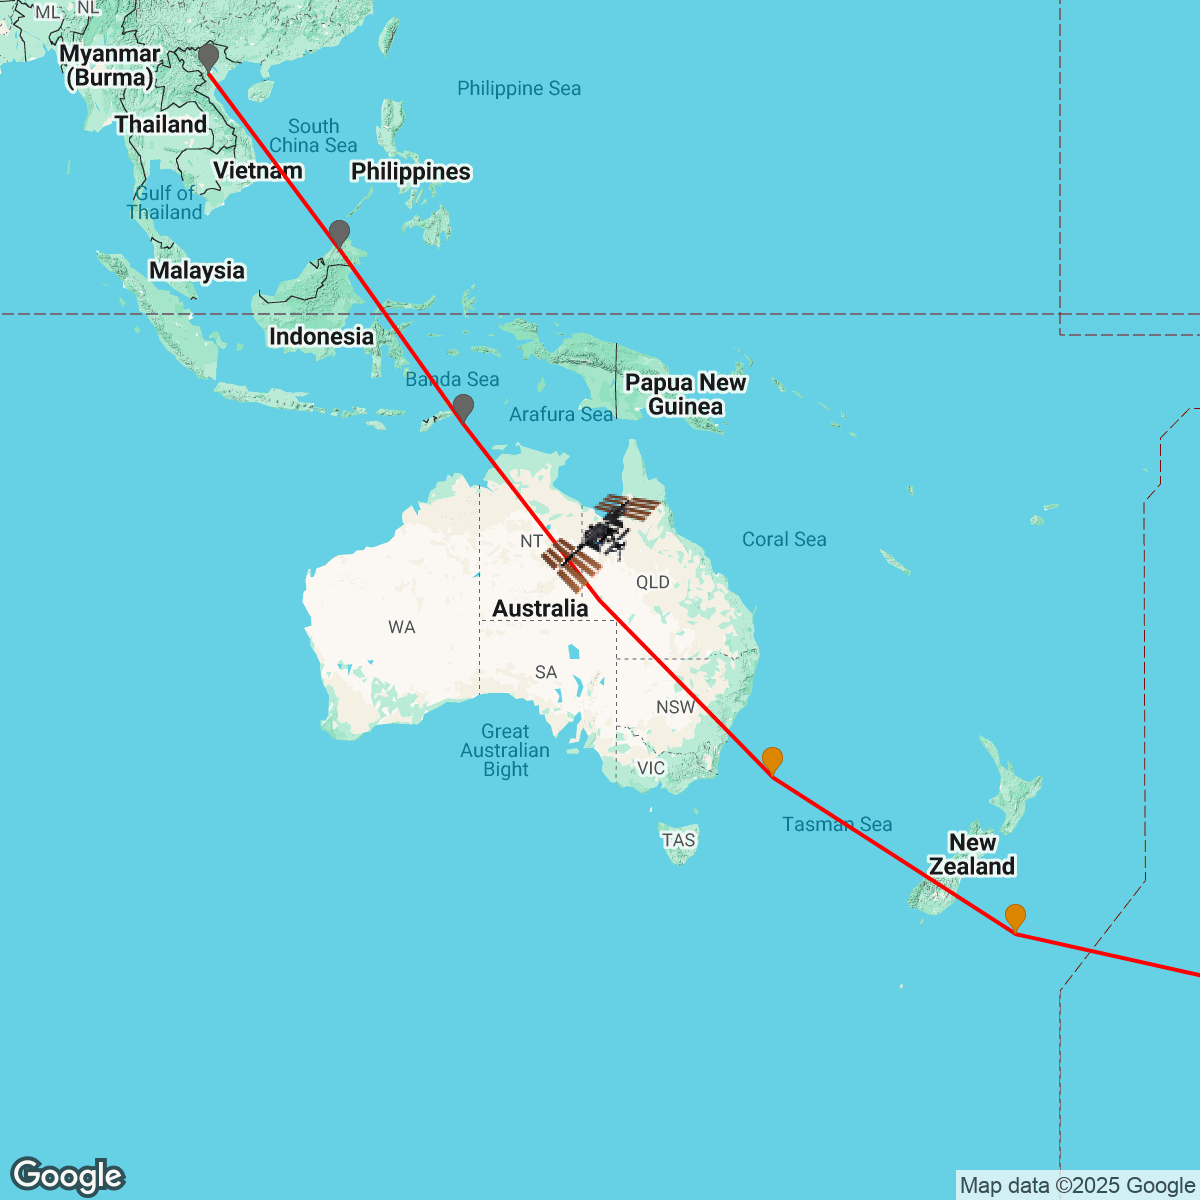 ML
NL
Myanmar
(Burma)
Philippine Sea
Thailand
South
China Sea
Vietnam
Philippines
Gulf of
Thailand
Malaysia
Indonesia
Banda Sea
Papua New
Guinea
Arafura Sea
NT
Coral Sea
QLD
Australia
WA
SA
NSW
Great
Australian
Bight
VIC
Tasman Sea
TAS
New
Zealand
Google
Map data ©2025 Google